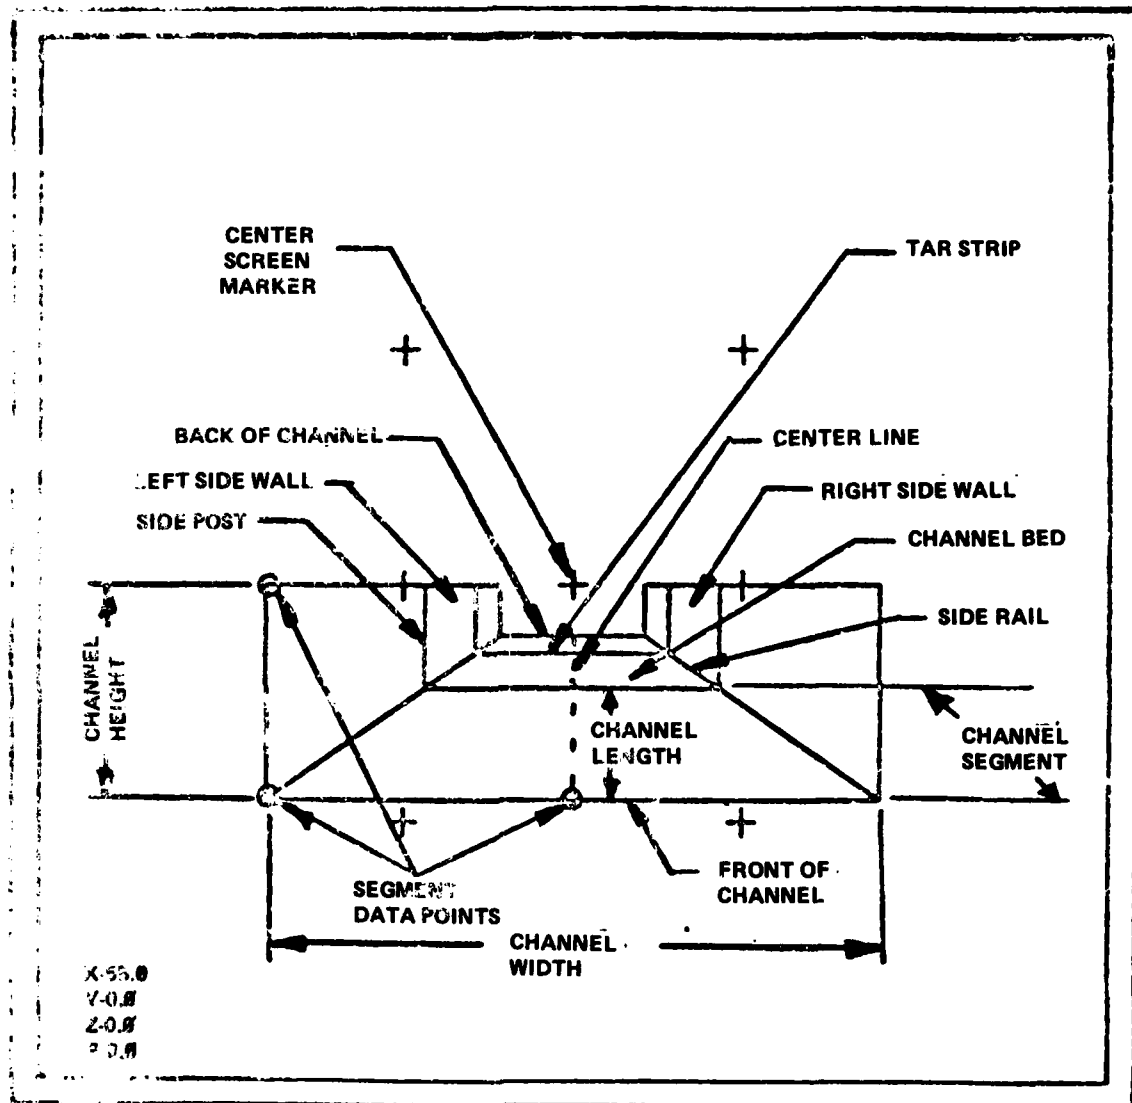 CENTER
SCREEN
MARKER
TAR STRIP
BACK OF CHANNEL
CENTER LINE
LEFT SIDE WALL
RIGHT SIDE WALL
SIDE POST
CHANNEL BED
SIDE RAIL
CHANNEL
HEIGHT
CHANNEL
LENGTH
CHANNEL
SEGMENT
FRONT OF
CHANNEL
SEGMENT
DATA POINTS
CHANNEL
WIDTH
Y-0.0
Z-0.0